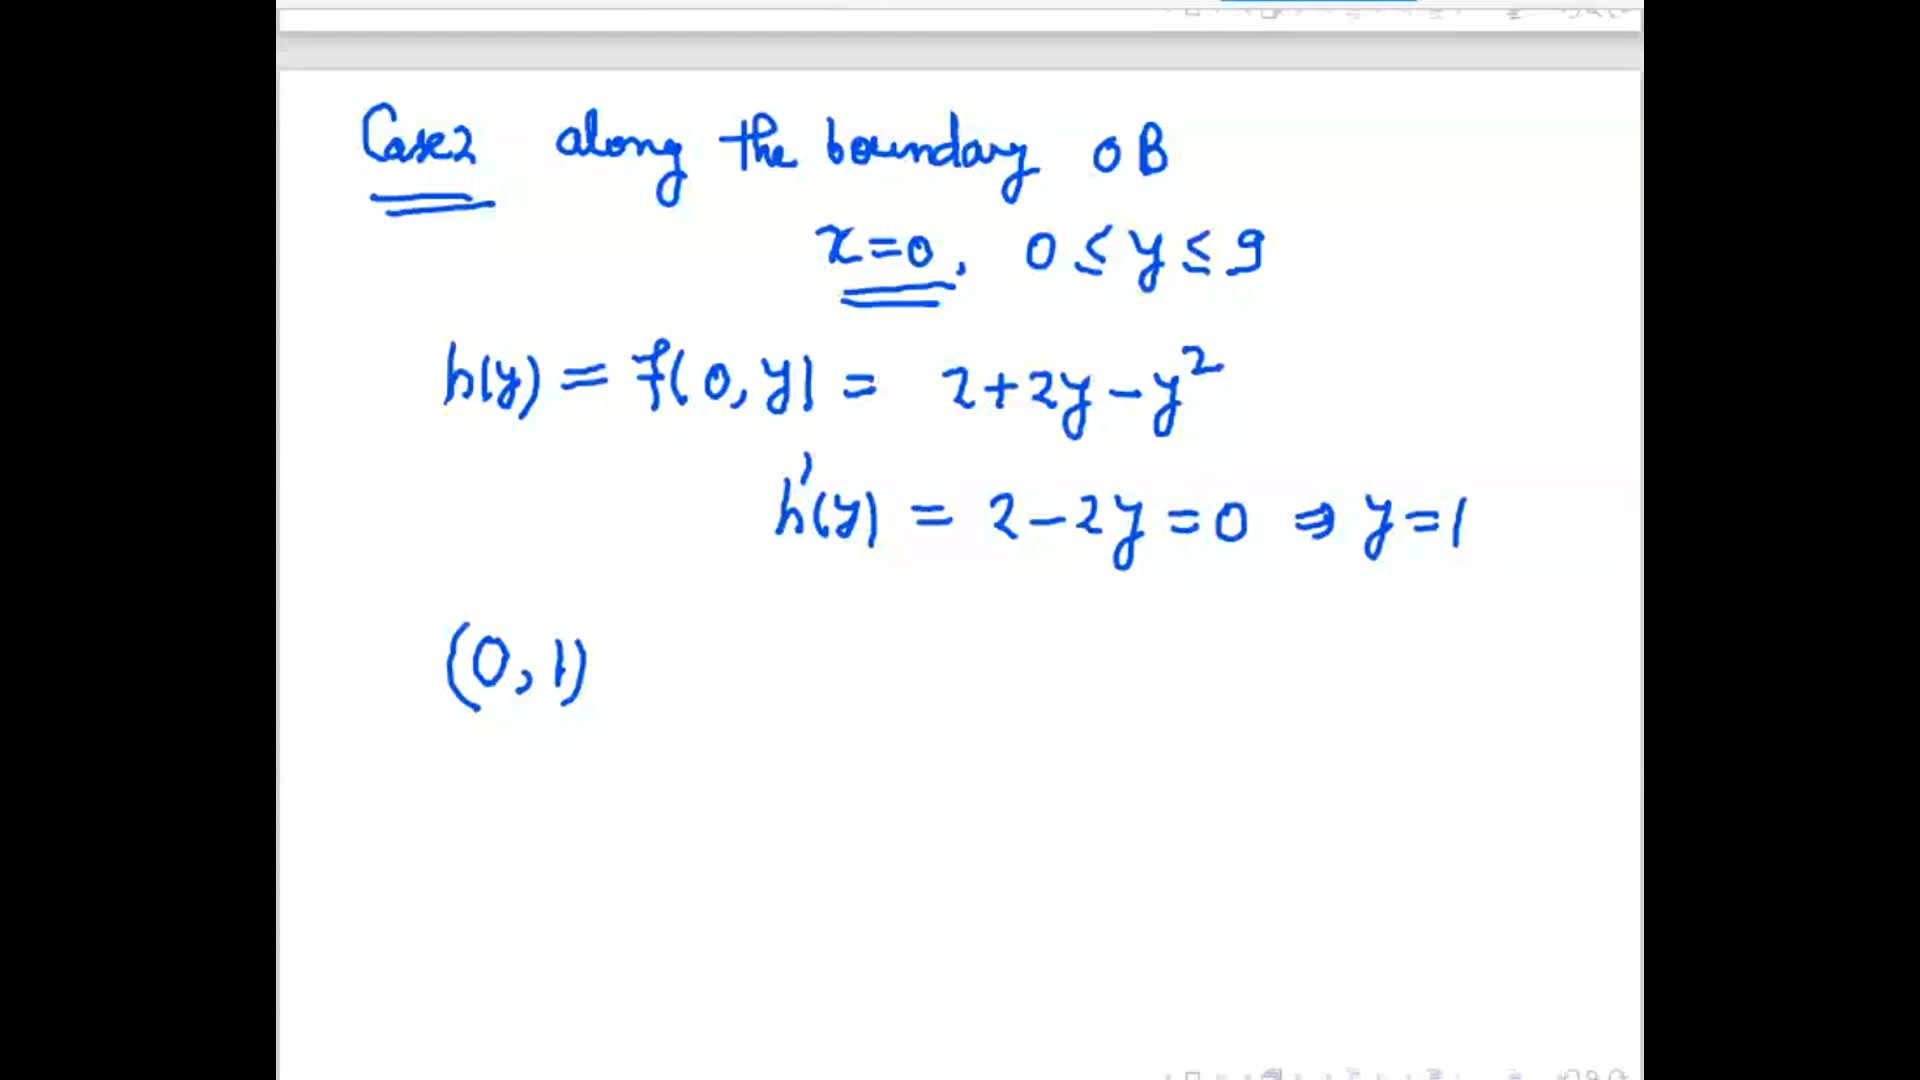 Case2 along the boundary OB
x=0, 0 ≤ y ≤ 9
h(y) = f(0, y) = 2+2y-y²
h'(y) = 2-2y=0 ⇒ y=1
(0, 1)